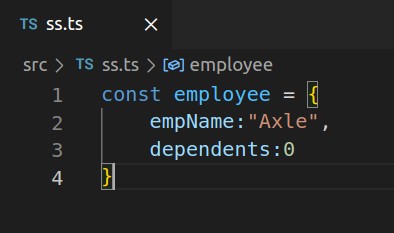 TS ss.ts ×
src > TS ss.ts > employee
1 const employee = {
2     empName:"Axle",
3     dependents:0
4 }